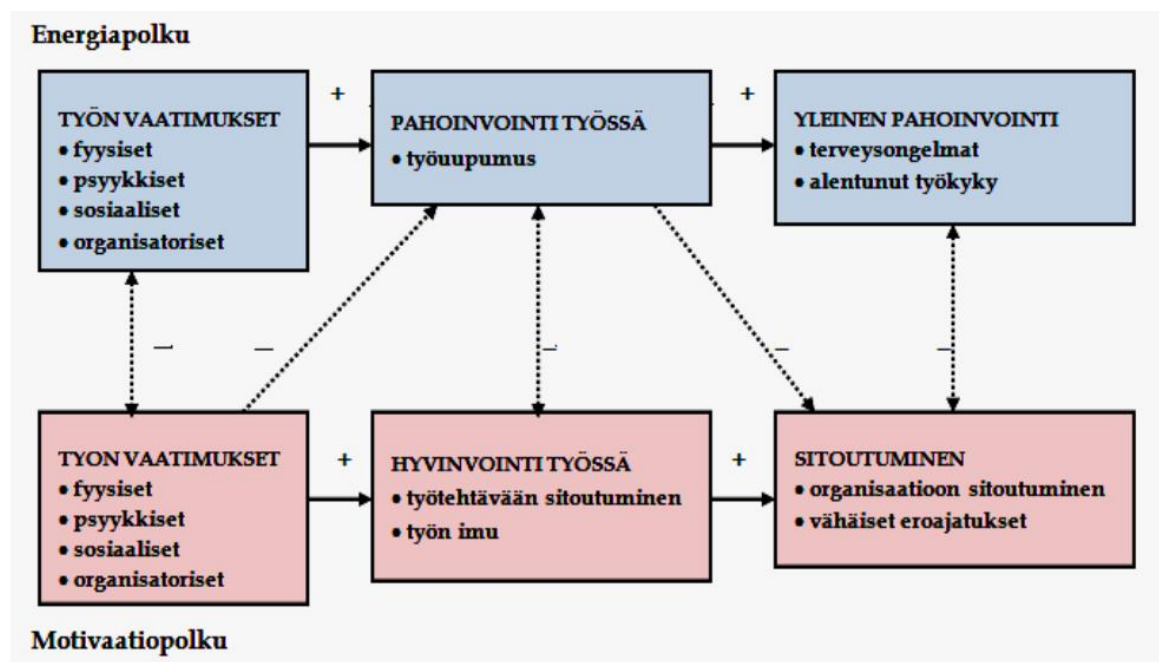 Energiapolku
+
+
TYÖN VAATIMUKSET
• fyysiset
• psyykkiset
• sosiaaliset
• organisatoriset
PAHOINVOINTI TYÖSSÄ
• työuupumus
YLEINEN PAHOINVOINTI
• terveysongelmat
• alentunut työkyky
–
–
–
–
–
TYON VAATIMUKSET
• fyysiset
• psyykkiset
• sosiaaliset
• organisatoriset
+
HYVINVOINTI TYÖSSÄ
• työtehtävään sitoutuminen
• työn imu
+
SITOUTUMINEN
• organisaatioon sitoutuminen
• vähäiset eroajatukset
Motivaatiopolku